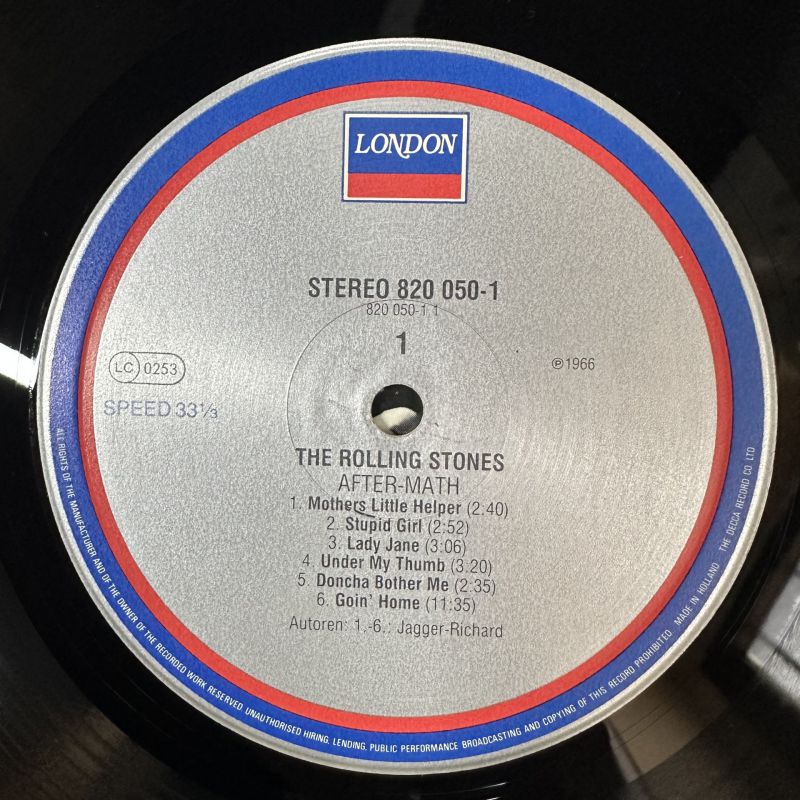 LONDON
STEREO 820 050-1
820 050-1 1
1
LC 0253
℗1966
SPEED 33⅓
THE ROLLING STONES
AFTER-MATH
1. Mothers Little Helper (2:40)
2. Stupid Girl (2:52)
3. Lady Jane (3:06)
4. Under My Thumb (3:20)
5. Doncha Bother Me (2:35)
6. Goin' Home (11:35)
Autoren: 1.-6.: Jagger-Richard
ALL RIGHTS OF THE MANUFACTURER AND OF THE OWNER OF THE RECORDED WORK RESERVED UNAUTHORISED HIRING, LENDING, PUBLIC PERFORMANCE BROADCASTING AND COPYING OF THIS RECORD PROHIBITED MADE IN HOLLAND THE DECCA RECORD CO LTD